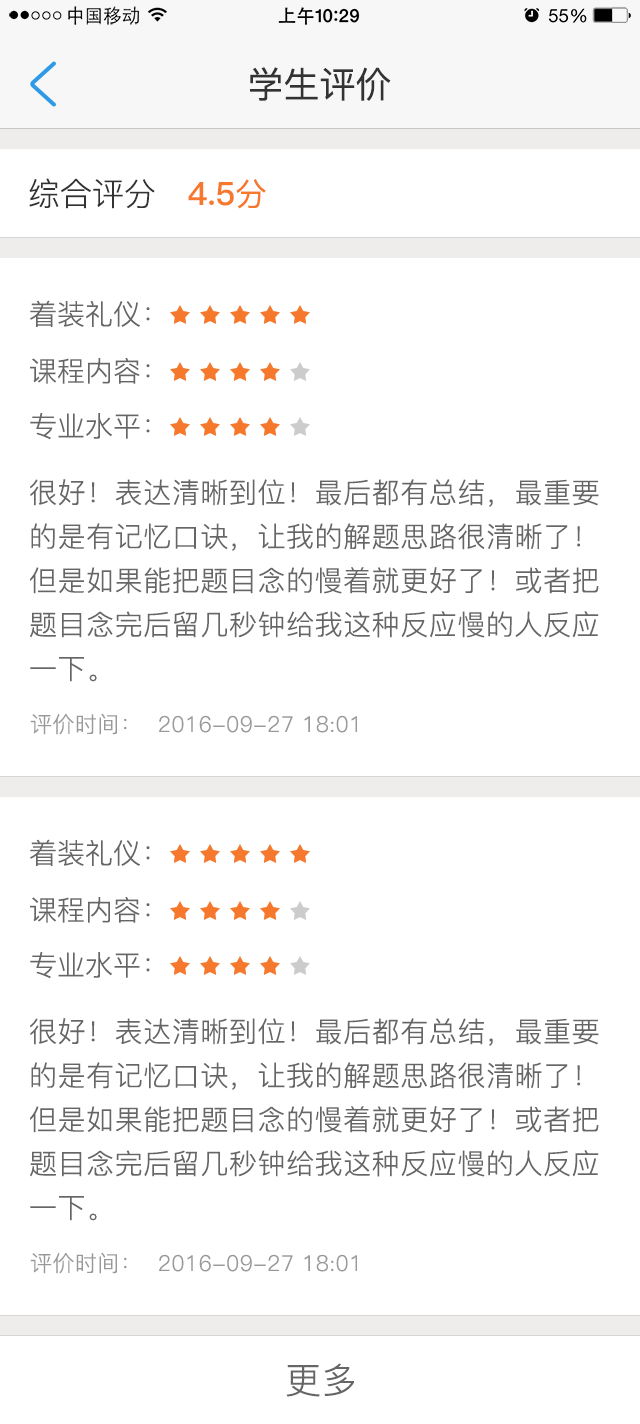 中国移动 上午10:29 55%
学生评价
综合评分 4.5分
着装礼仪：
课程内容：
专业水平：
很好！表达清晰到位！最后都有总结，最重要
的是有记忆口诀，让我的解题思路很清晰了！
但是如果能把题目念的慢着就更好了！或者把
题目念完后留几秒钟给我这种反应慢的人反应
一下。
评价时间： 2016-09-27 18:01
着装礼仪：
课程内容：
专业水平：
很好！表达清晰到位！最后都有总结，最重要
的是有记忆口诀，让我的解题思路很清晰了！
但是如果能把题目念的慢着就更好了！或者把
题目念完后留几秒钟给我这种反应慢的人反应
一下。
评价时间： 2016-09-27 18:01
更多